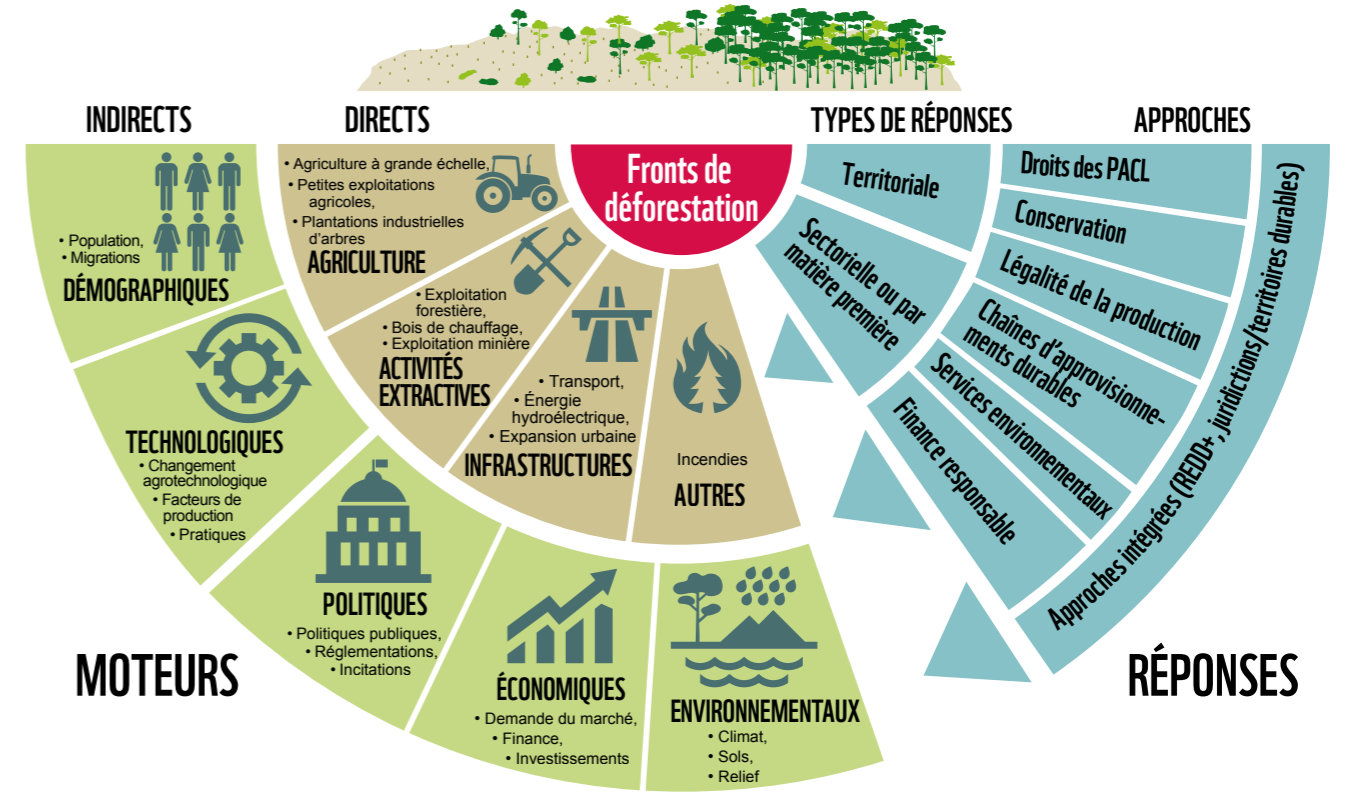 INDIRECTS
DIRECTS
TYPES DE RÉPONSES
APPROCHES
Fronts de
déforestation
• Population,
• Migrations
DÉMOGRAPHIQUES
TECHNOLOGIQUES
• Changement
agrotechnologique
• Facteurs de
production
• Pratiques
POLITIQUES
• Politiques publiques,
• Réglementations,
• Incitations
ÉCONOMIQUES
• Demande du marché,
• Finance,
• Investissements
ENVIRONNEMENTAUX
• Climat,
• Sols,
• Relief
• Agriculture à grande échelle,
• Petites exploitations
agricoles,
• Plantations industrielles
d'arbres
AGRICULTURE
• Exploitation
forestière,
• Bois de chauffage,
• Exploitation minière
ACTIVITÉS
EXTRACTIVES
• Transport,
• Énergie
hydroélectrique,
• Expansion urbaine
INFRASTRUCTURES
Incendies
AUTRES
Territoriale
Sectorielle ou par
matière première
Droits des PACL
Conservation
Légalité de la production
Chaînes d'approvisionne-
ments durables
Services environnementaux
Finance responsable
Approches intégrées (REDD+, juridictions/territoires durables)
MOTEURS
RÉPONSES